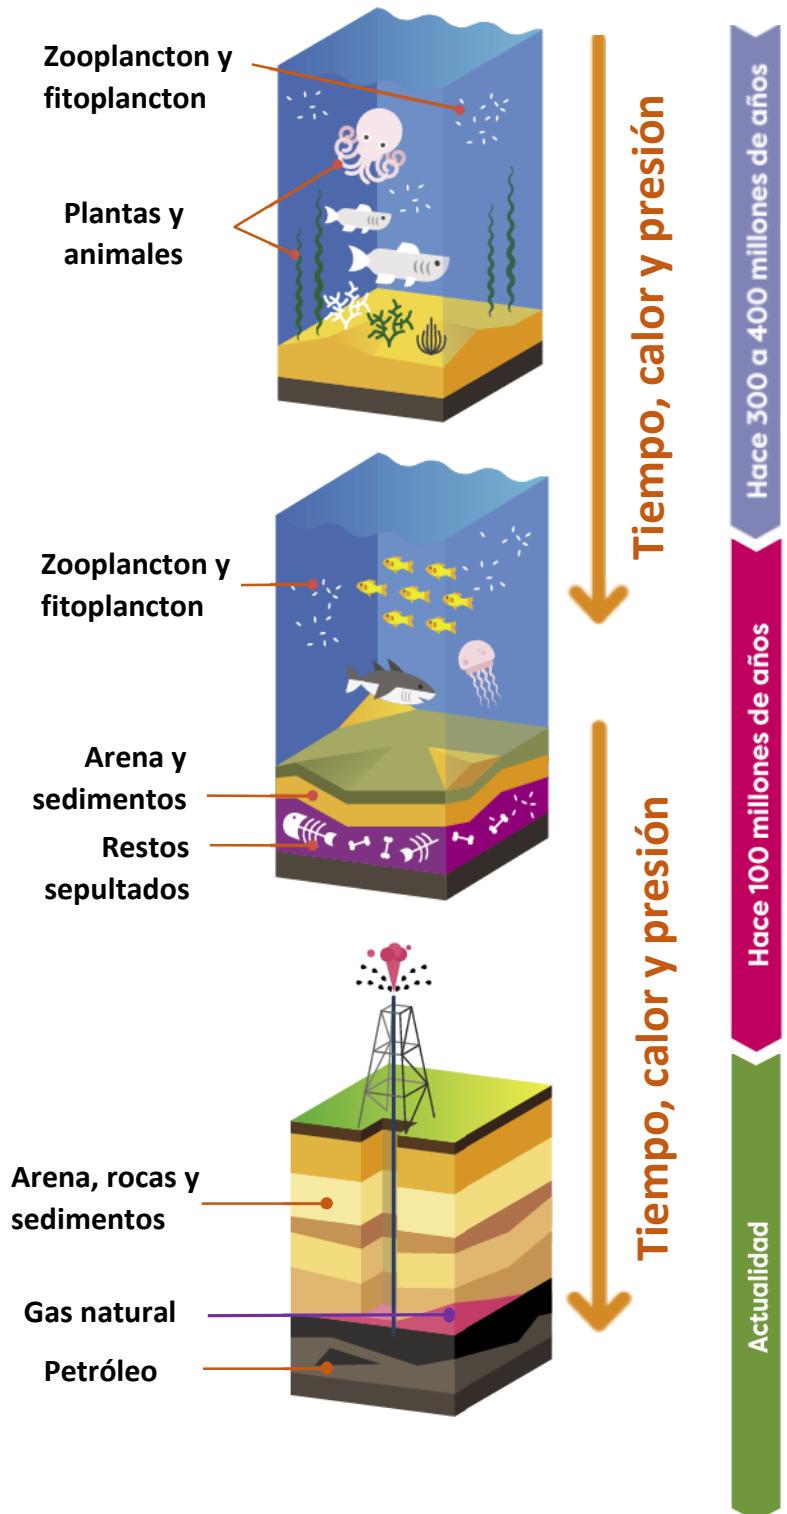 Zooplancton y
fitoplancton
Plantas y
animales
Tiempo, calor y presión
Hace 300 a 400 millones de años
Zooplancton y
fitoplancton
Arena y
sedimentos
Restos
sepultados
Tiempo, calor y presión
Hace 100 millones de años
Arena, rocas y
sedimentos
Gas natural
Petróleo
Actualidad